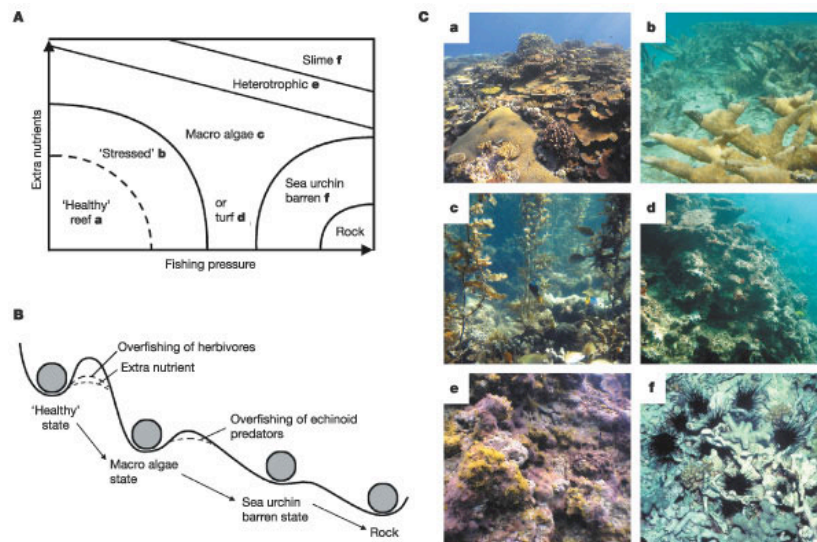 A
Extra nutrients
Slime f
Heterotrophic e
Macro algae c
'Stressed' b
'Healthy'
reef a
or
turf d
Sea urchin
barren f
Rock
Fishing pressure
B
Overfishing of herbivores
Extra nutrient
'Healthy'
state
Overfishing of echinoid
predators
Macro algae
state
Sea urchin
barren state
Rock
C
a
b
c
d
e
f